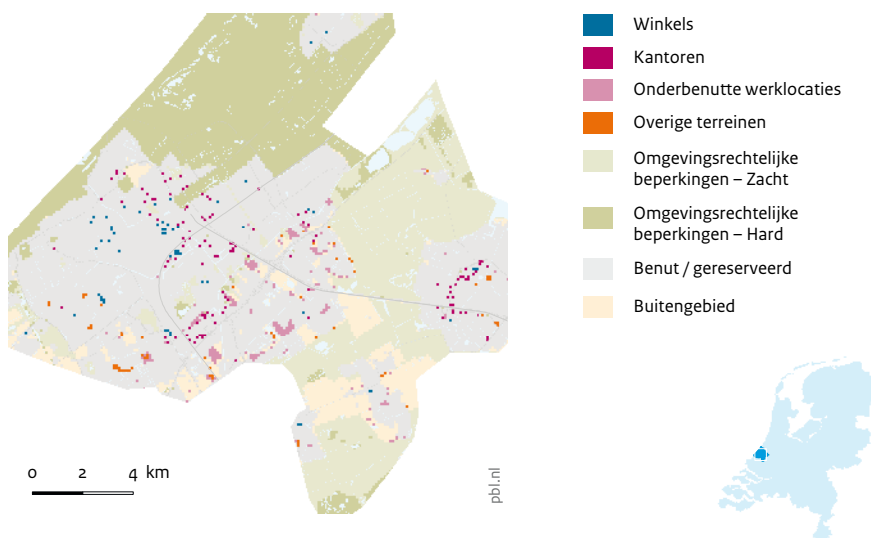 Winkels
Kantoren
Onderbenutte werklocaties
Overige terreinen
Omgevingsrechtelijke
beperkingen – Zacht
Omgevingsrechtelijke
beperkingen – Hard
Benut / gereserveerd
Buitengebied
0 2 4 km
pbl.nl